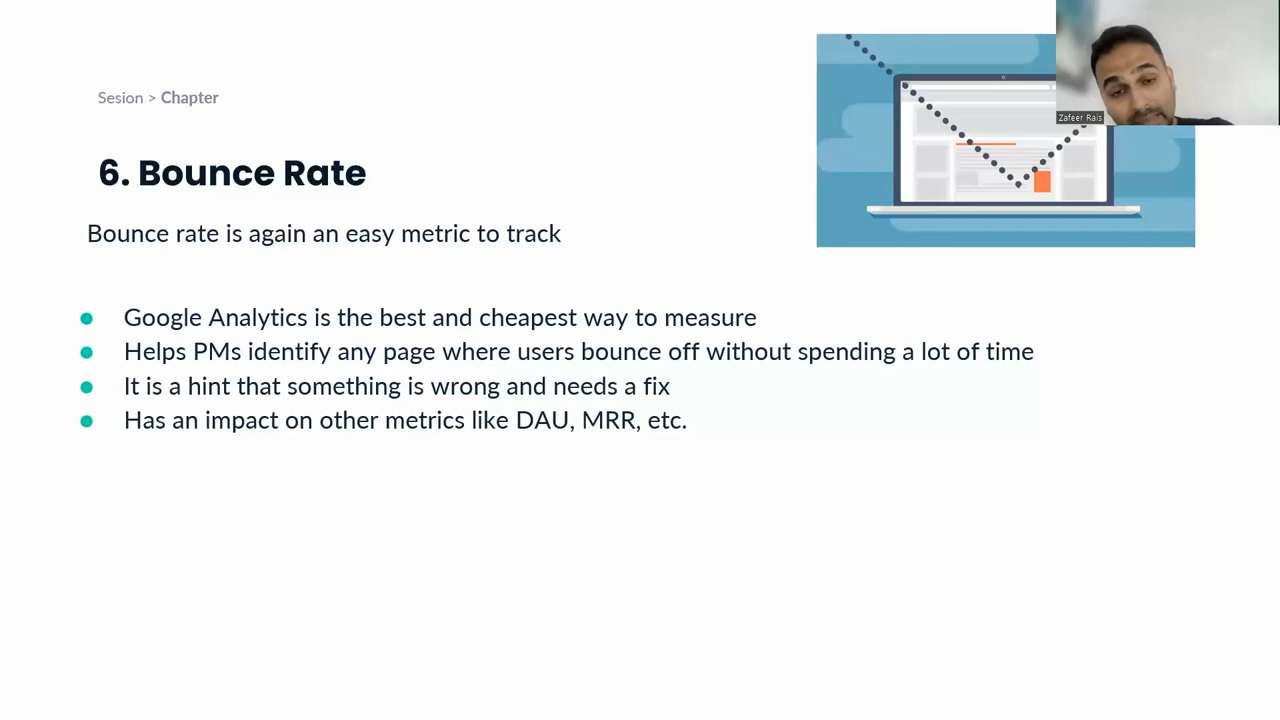 Sesion > Chapter
6. Bounce Rate
Bounce rate is again an easy metric to track
Google Analytics is the best and cheapest way to measure
Helps PMs identify any page where users bounce off without spending a lot of time
It is a hint that something is wrong and needs a fix
Has an impact on other metrics like DAU, MRR, etc.
Zafeer Rais